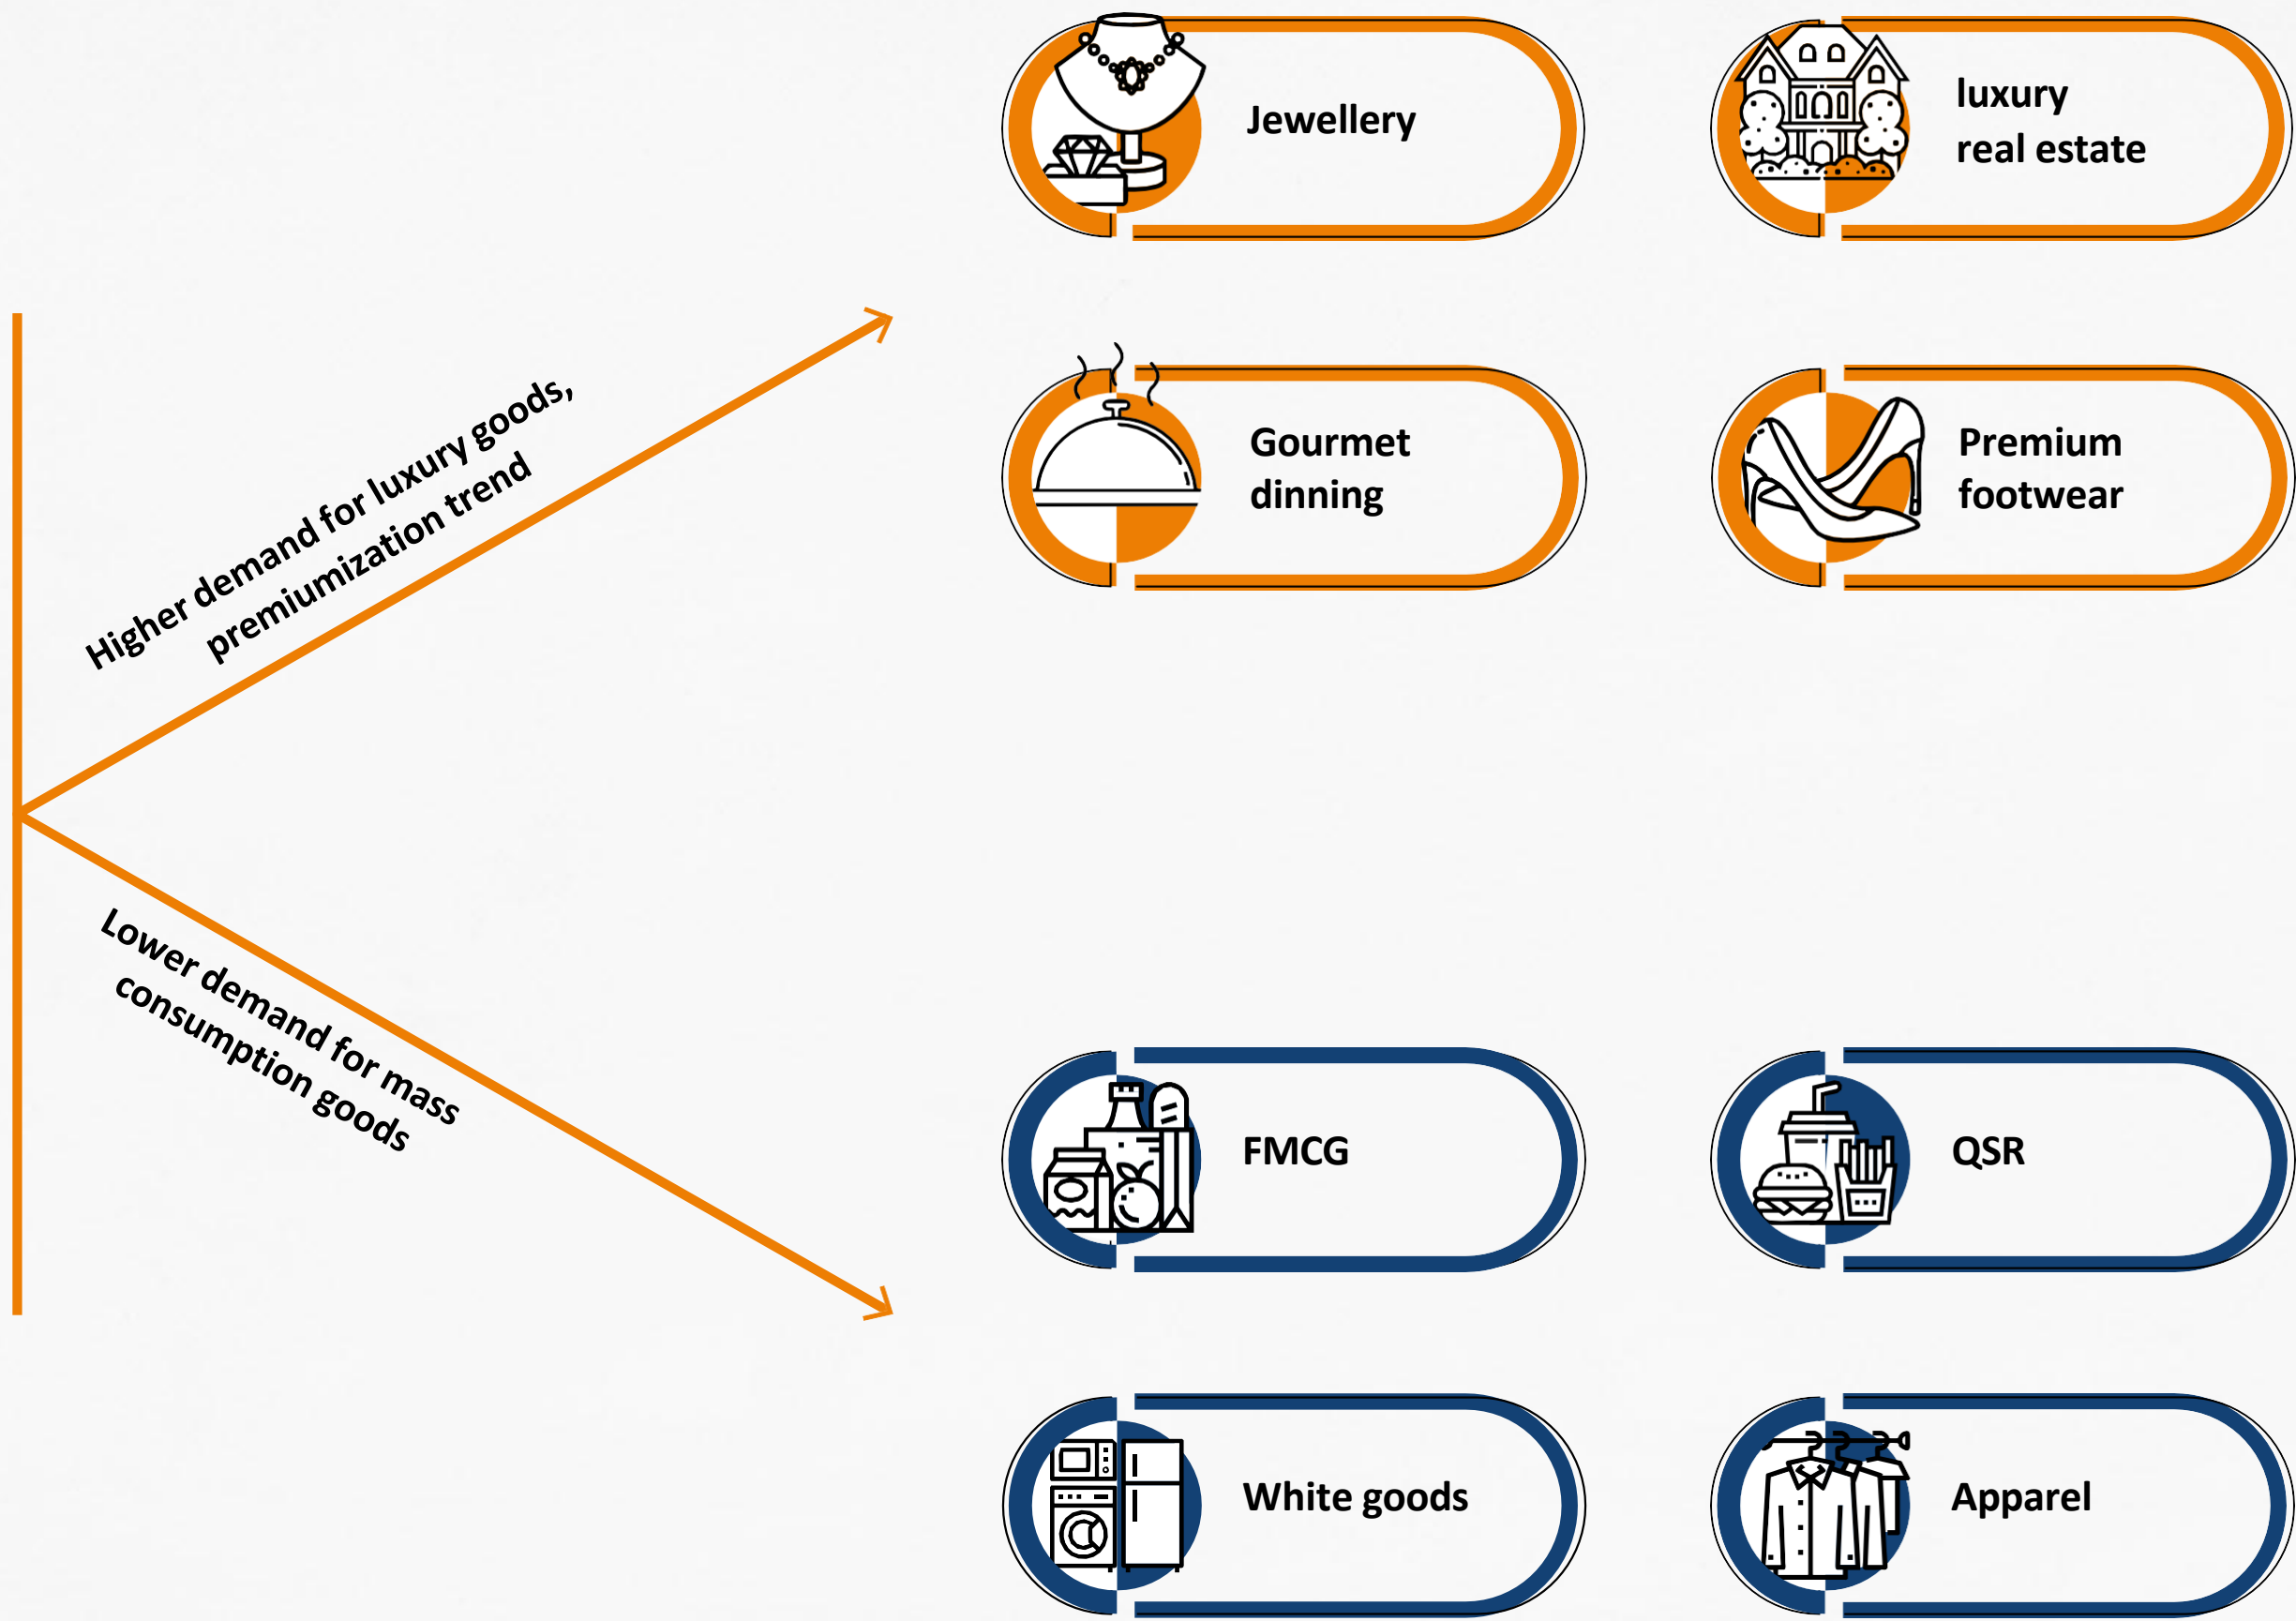 Jewellery
luxury
real estate
Higher demand for luxury goods,
premiumization trend
Gourmet
dinning
Premium
footwear
Lower demand for mass
consumption goods
FMCG
QSR
White goods
Apparel